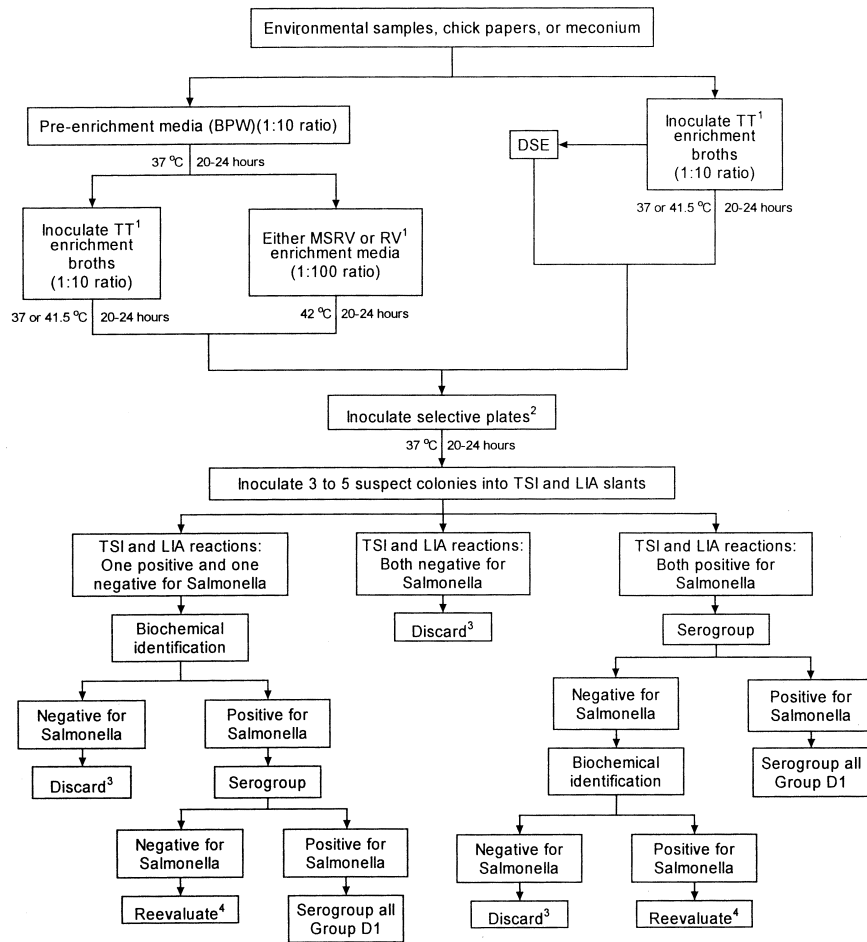 Environmental samples, chick papers, or meconium
Pre-enrichment media (BPW)(1:10 ratio)
37 °C 20-24 hours
Inoculate TT¹
enrichment
broths
(1:10 ratio)
37 or 41.5 °C 20-24 hours
Either MSRV or RV¹
enrichment media
(1:100 ratio)
42 °C 20-24 hours
DSE
Inoculate TT¹
enrichment
broths
(1:10 ratio)
37 or 41.5 °C 20-24 hours
Inoculate selective plates²
37 °C 20-24 hours
Inoculate 3 to 5 suspect colonies into TSI and LIA slants
TSI and LIA reactions:
One positive and one
negative for Salmonella
Biochemical
identification
Negative for
Salmonella
Discard³
Positive for
Salmonella
Serogroup
Negative for
Salmonella
Reevaluate⁴
Positive for
Salmonella
Serogroup all
Group D1
TSI and LIA reactions:
Both negative for
Salmonella
Discard³
TSI and LIA reactions:
Both positive for
Salmonella
Serogroup
Negative for
Salmonella
Biochemical
identification
Negative for
Salmonella
Discard³
Positive for
Salmonella
Reevaluate⁴
Positive for
Salmonella
Serogroup all
Group D1